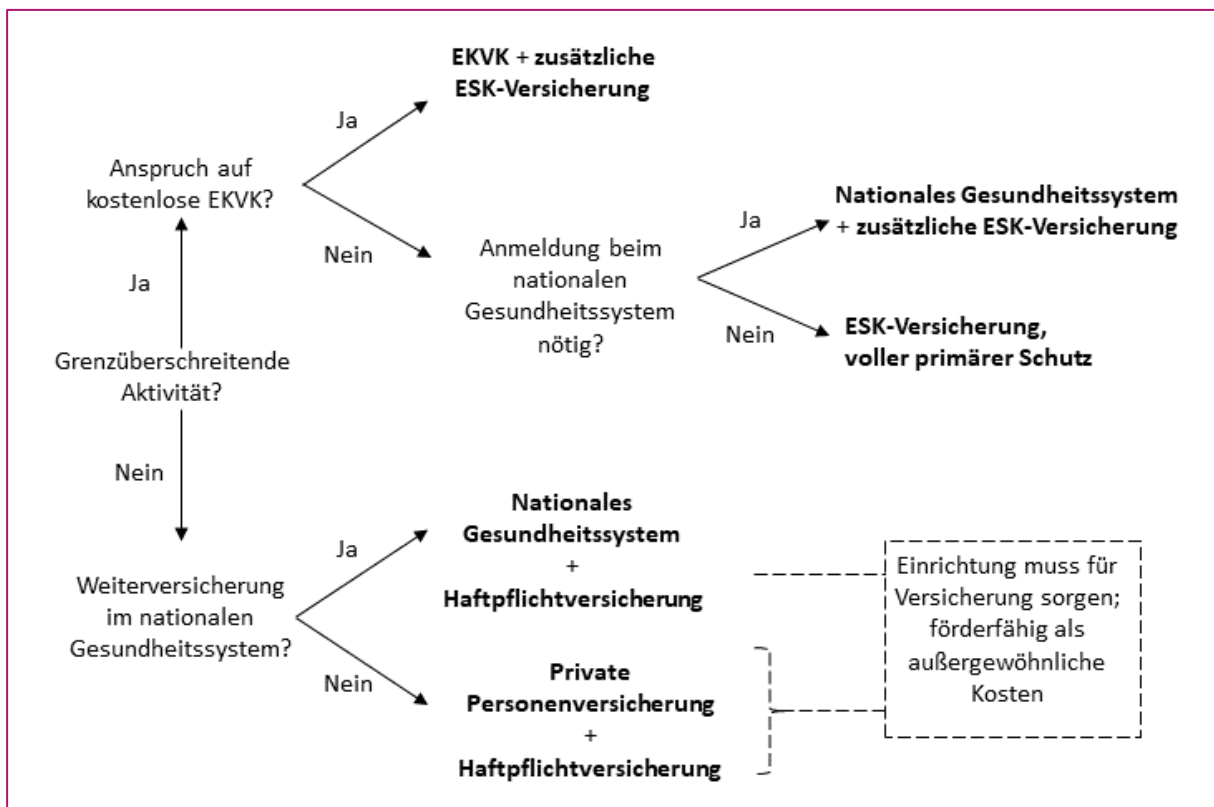 EKVK + zusätzliche
ESK-Versicherung
Ja
Anspruch auf
kostenlose EKVK?
Nein
Nationales Gesundheitssystem
+ zusätzliche ESK-Versicherung
Ja
Anmeldung beim
nationalen
Gesundheitssystem
nötig?
Nein
ESK-Versicherung,
voller primärer Schutz
Ja
Grenzüberschreitende
Aktivität?
Nein
Weiterversicherung
im nationalen
Gesundheitssystem?
Ja
Nationales
Gesundheitssystem
+
Haftpflichtversicherung
Nein
Private
Personenversicherung
+
Haftpflichtversicherung
Einrichtung muss für
Versicherung sorgen;
förderfähig als
außergewöhnliche
Kosten